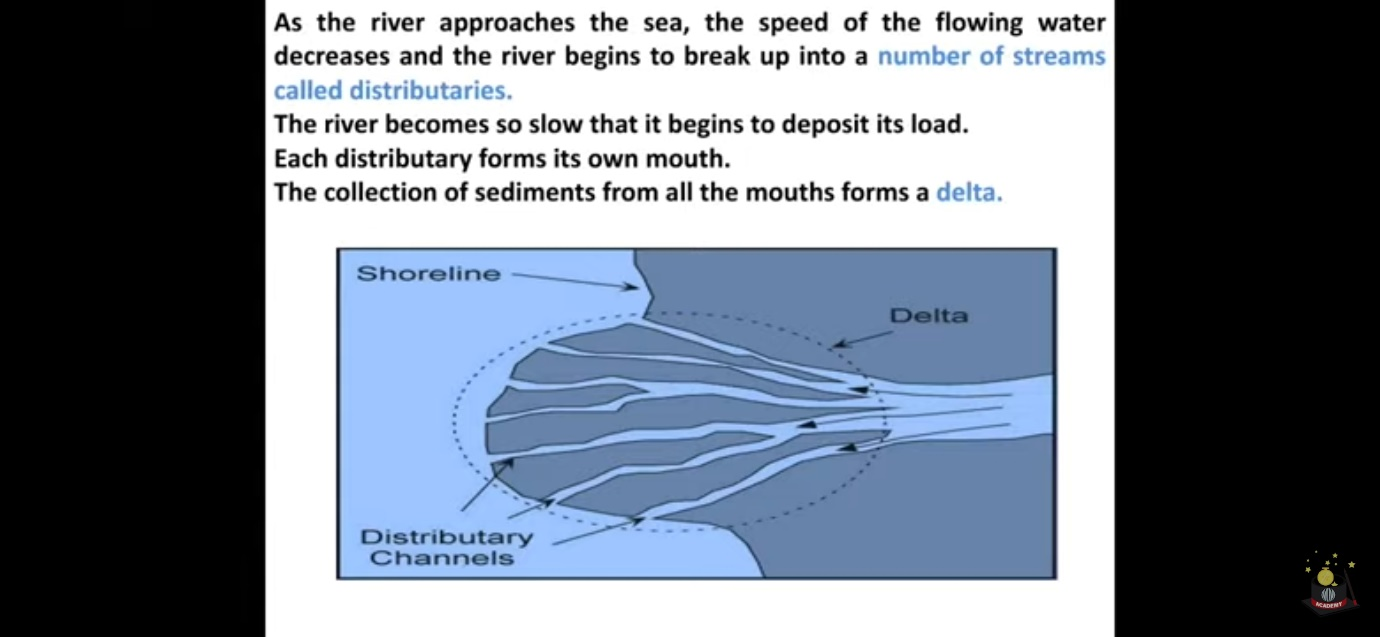 As the river approaches the sea, the speed of the flowing water
decreases and the river begins to break up into a number of streams
called distributaries.
The river becomes so slow that it begins to deposit its load.
Each distributary forms its own mouth.
The collection of sediments from all the mouths forms a delta.
Shoreline
Delta
Distributary
Channels
ACADEMY